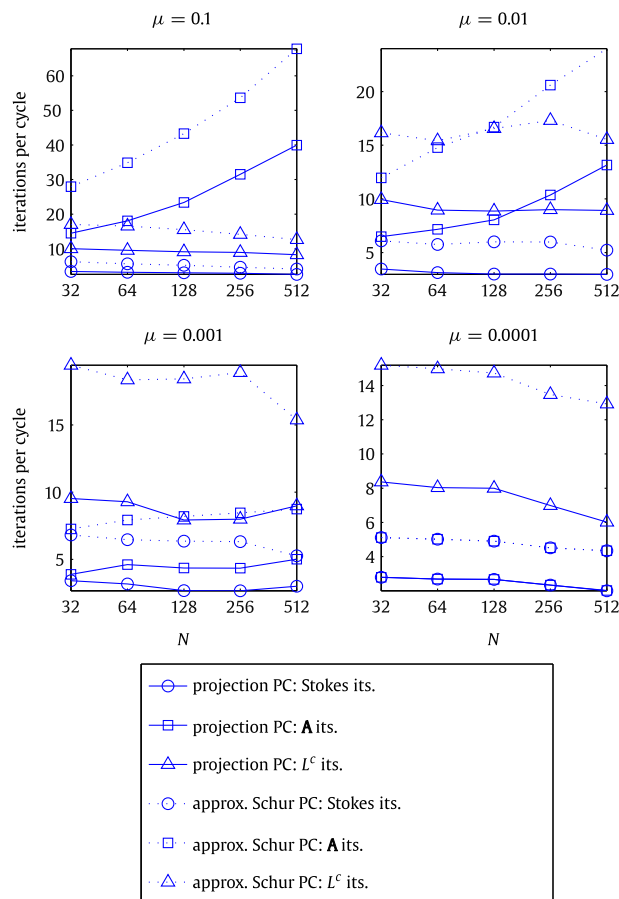 μ = 0.1
μ = 0.01
iterations per cycle
60
50
40
30
20
10
32
64
128
256
512
20
15
10
5
32
64
128
256
512
μ = 0.001
μ = 0.0001
iterations per cycle
15
10
5
32
64
128
256
512
N
14
12
10
8
6
4
32
64
128
256
512
N
projection PC: Stokes its.
projection PC: A its.
projection PC: Lᶜ its.
approx. Schur PC: Stokes its.
approx. Schur PC: A its.
approx. Schur PC: Lᶜ its.